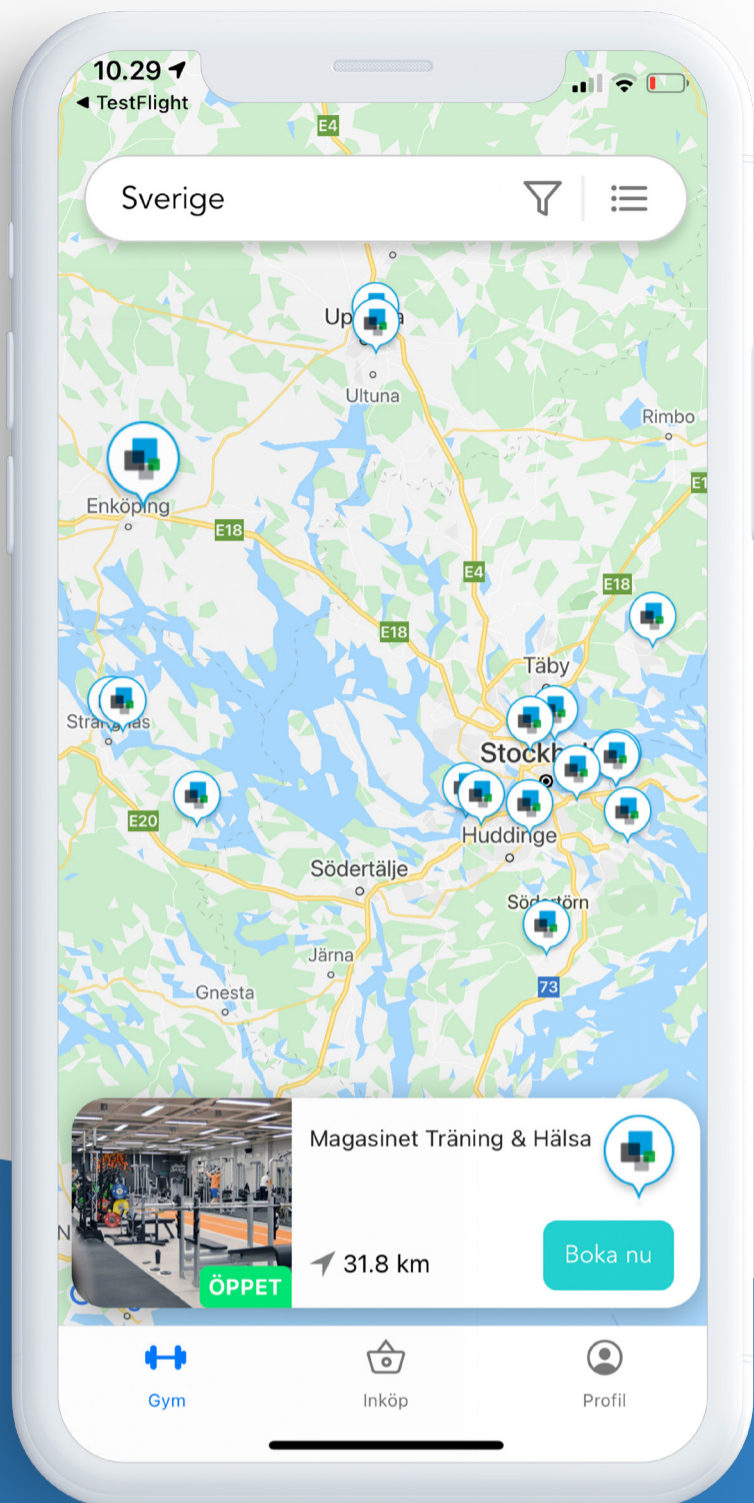 10.29
TestFlight
E4
Sverige
Ultuna
Rimbo
Enköping
E18
E4
E18
E18
Täby
E20
Huddinge
Södertälje
Södertörn
Järna
73
Gnesta
Magasinet Träning & Hälsa
31.8 km
Boka nu
ÖPPET
Gym
Inköp
Profil